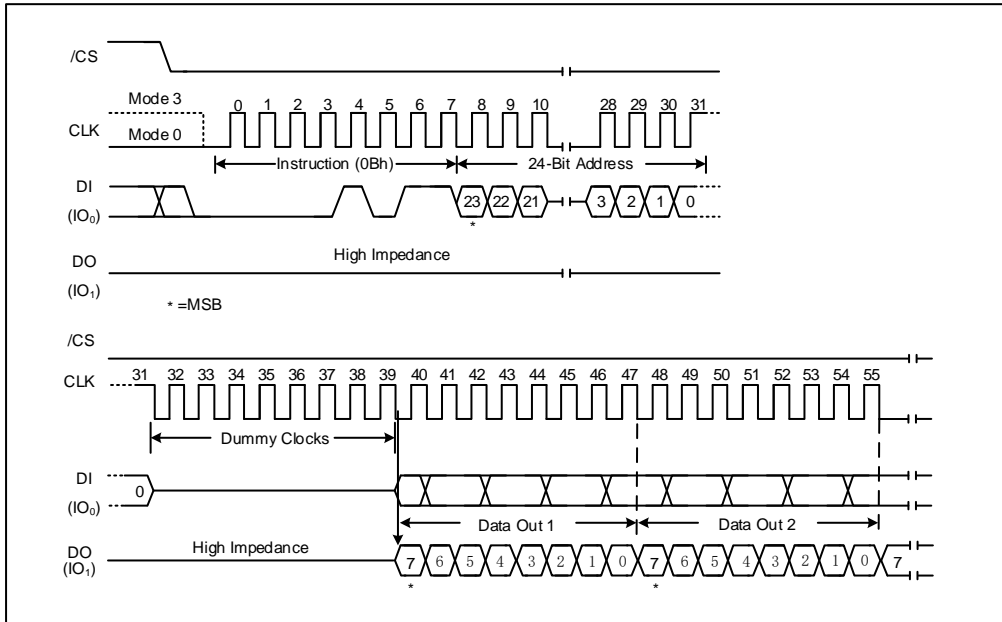 /CS
Mode 3
CLK
Mode 0
0 1 2 3 4 5 6 7 8 9 10 28 29 30 31
Instruction (0Bh)
24-Bit Address
DI
(IO0)
23 22 21 3 2 1 0
*
DO
(IO1)
High Impedance
* =MSB
/CS
CLK
31 32 33 34 35 36 37 38 39 40 41 42 43 44 45 46 47 48 49 50 51 52 53 54 55
Dummy Clocks
DI
(IO0)
0
Data Out 1
Data Out 2
DO
(IO1)
High Impedance
7 6 5 4 3 2 1 0 7 6 5 4 3 2 1 0 7
* *